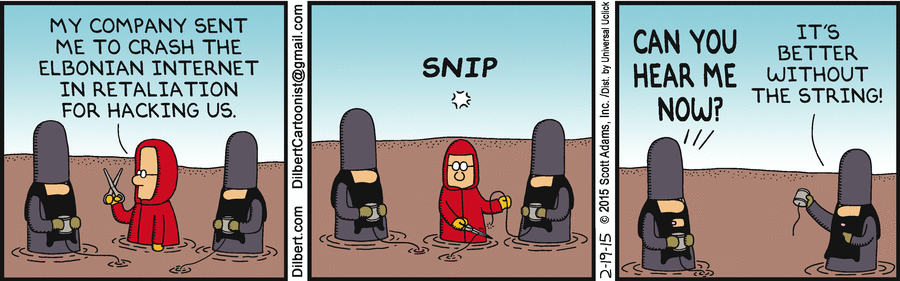 MY COMPANY SENT
ME TO CRASH THE
ELBONIAN INTERNET
IN RETALIATION
FOR HACKING US.
Dilbert.com DilbertCartoonist@gmail.com
SNIP
2-19-15 © 2015 Scott Adams, Inc. /Dist. by Universal Uclick
CAN YOU
HEAR ME
NOW?
IT'S
BETTER
WITHOUT
THE STRING!